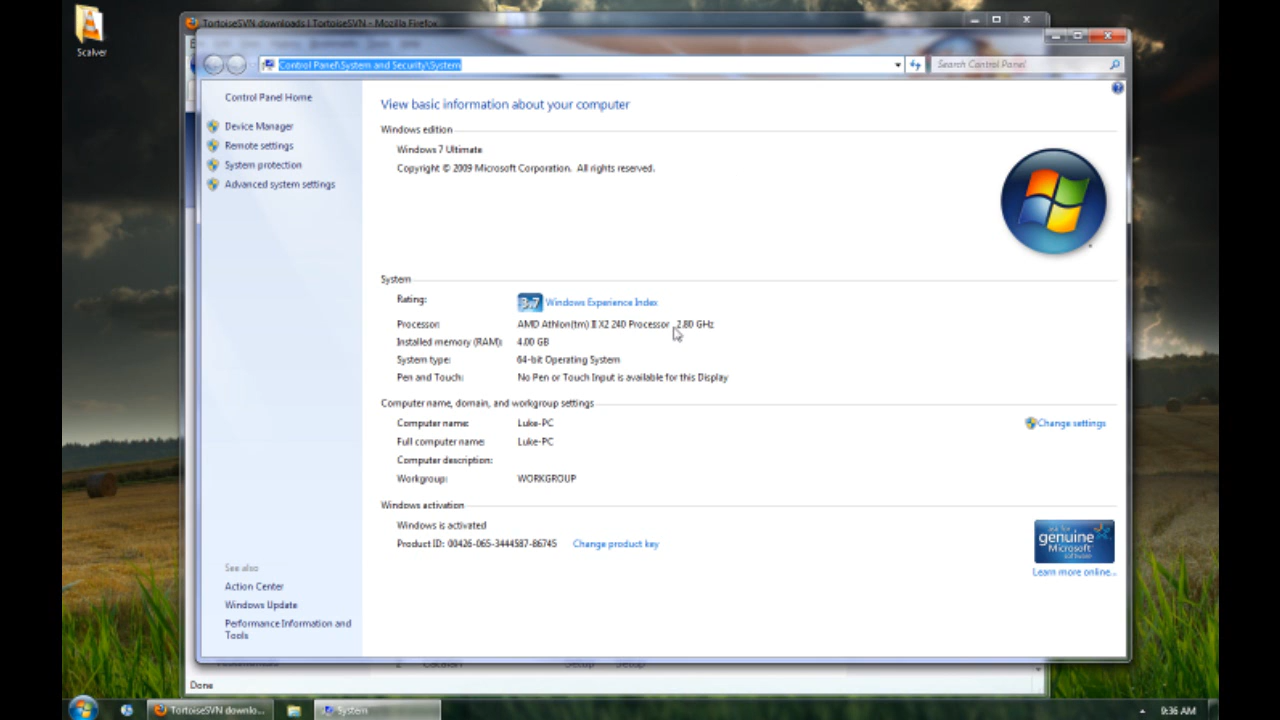 Scalver
TortoiseSVN downloads | TortoiseSVN - Mozilla Firefox
Control Panel\System and Security\System
Search Control Panel
Control Panel Home
Device Manager
Remote settings
System protection
Advanced system settings
View basic information about your computer
Windows edition
Windows 7 Ultimate
Copyright © 2009 Microsoft Corporation. All rights reserved.
System
Rating:
3,7 Windows Experience Index
Processor:
AMD Athlon(tm) II X2 240 Processor 2.80 GHz
Installed memory (RAM):
4.00 GB
System type:
64-bit Operating System
Pen and Touch:
No Pen or Touch Input is available for this Display
Computer name, domain, and workgroup settings
Computer name:
Luke-PC
Change settings
Full computer name:
Luke-PC
Computer description:
Workgroup:
WORKGROUP
Windows activation
Windows is activated
Product ID: 00426-065-3444587-86745
Change product key
ask for
genuine
Microsoft
software
Learn more online...
See also
Action Center
Windows Update
Performance Information and
Tools
Done
TortoiseSVN downlo...
System
9:36 AM